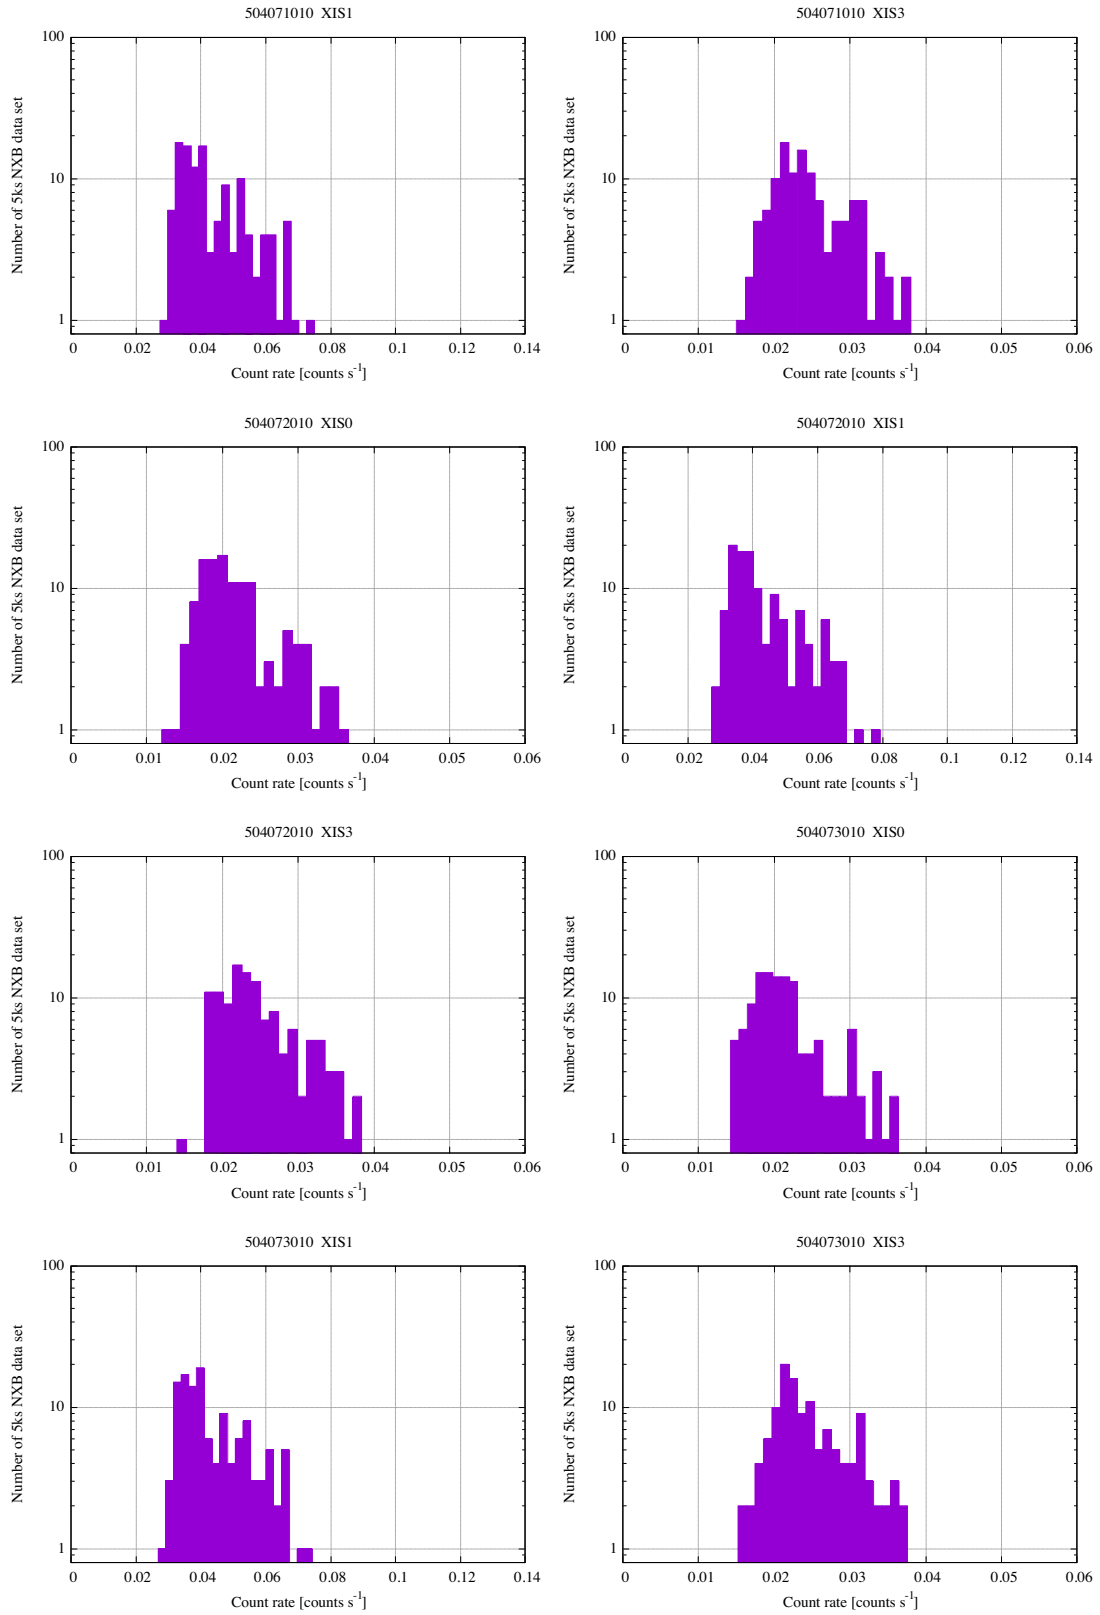 504071010  XIS1
Number of 5ks NXB data set
100
10
1
0 0.02 0.04 0.06 0.08 0.1 0.12 0.14
Count rate [counts s⁻¹]
504071010  XIS3
Number of 5ks NXB data set
100
10
1
0 0.01 0.02 0.03 0.04 0.05 0.06
Count rate [counts s⁻¹]
504072010  XIS0
Number of 5ks NXB data set
100
10
1
0 0.01 0.02 0.03 0.04 0.05 0.06
Count rate [counts s⁻¹]
504072010  XIS1
Number of 5ks NXB data set
100
10
1
0 0.02 0.04 0.06 0.08 0.1 0.12 0.14
Count rate [counts s⁻¹]
504072010  XIS3
Number of 5ks NXB data set
100
10
1
0 0.01 0.02 0.03 0.04 0.05 0.06
Count rate [counts s⁻¹]
504073010  XIS0
Number of 5ks NXB data set
100
10
1
0 0.01 0.02 0.03 0.04 0.05 0.06
Count rate [counts s⁻¹]
504073010  XIS1
Number of 5ks NXB data set
100
10
1
0 0.02 0.04 0.06 0.08 0.1 0.12 0.14
Count rate [counts s⁻¹]
504073010  XIS3
Number of 5ks NXB data set
100
10
1
0 0.01 0.02 0.03 0.04 0.05 0.06
Count rate [counts s⁻¹]